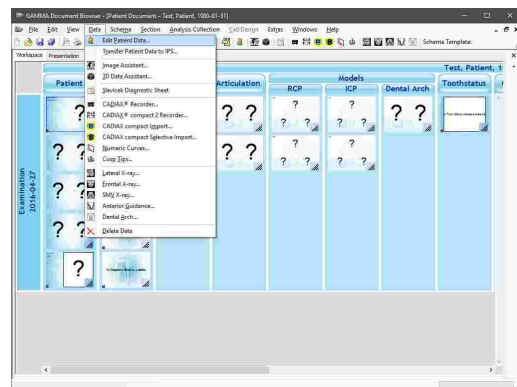 GAMMA Document Browser - [Patient Document - Test, Patient, 1980-01-31]
File Edit View Data Schema Section Analysis Collection Cell Design Extras Windows Help
Schema Template:
Workspace Presentation
Edit Patient Data...
Transfer Patient Data to IPS...
Image Assistant...
3D Date Assistant...
Slavicek Diagnostic Sheet
CADIAX® Recorder...
CADIAX® compact 2 Recorder...
CADIAX compact Import...
CADIAX compact Selective Import...
Numeric Curves...
Cusp Tips...
Lateral X-ray...
Frontal X-ray...
SMV X-ray...
Anterior Guidance...
Dental Arch...
Delete Data
Test, Patient, 1
Patient
Articulation
Models
RCP
ICP
Dental Arch
Toothstatus
Examination
2016-04-27
? ? ? ? ?
? ? ? ?
? ? ?
? ? ? ? ? ?
? ?
? ?
?